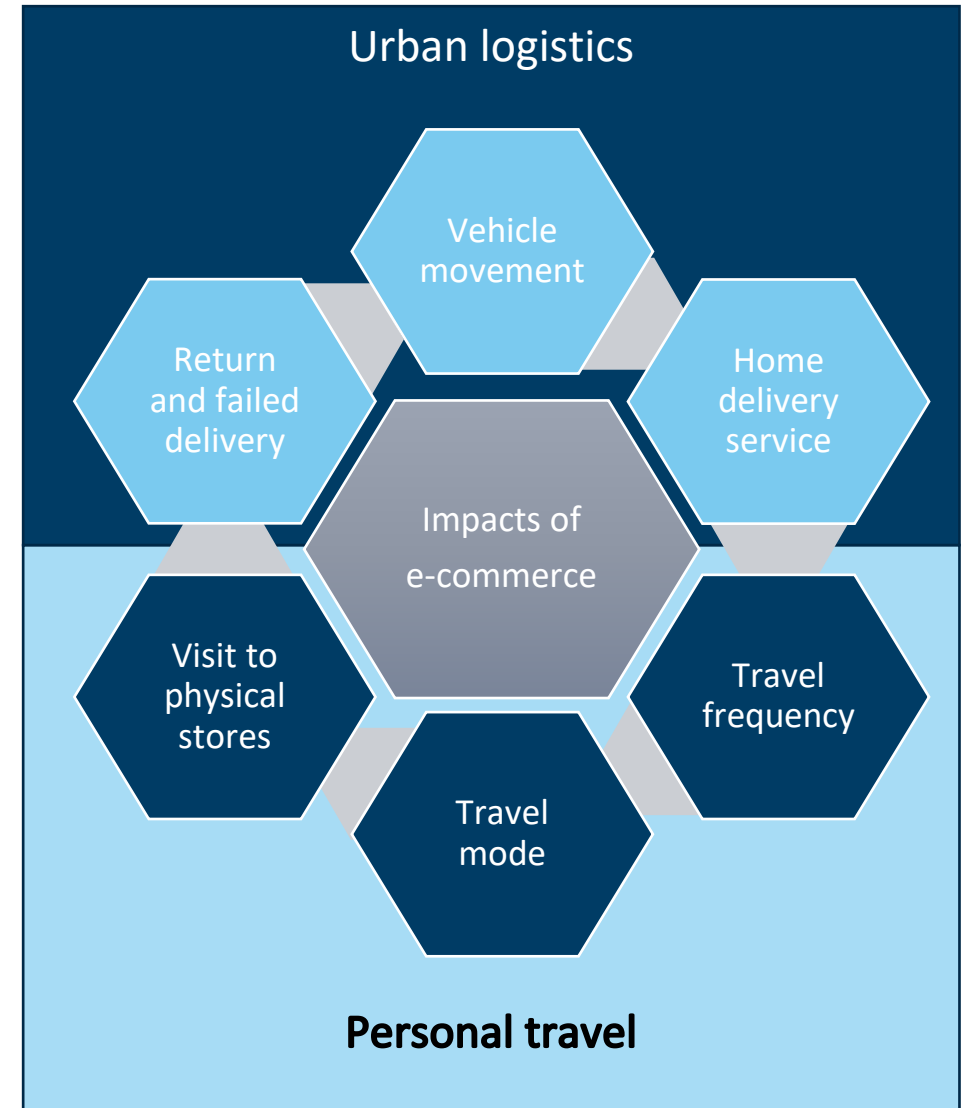 Urban logistics
Vehicle
movement
Return
and failed
delivery
Home
delivery
service
Impacts of
e-commerce
Visit to
physical
stores
Travel
frequency
Travel
mode
Personal travel